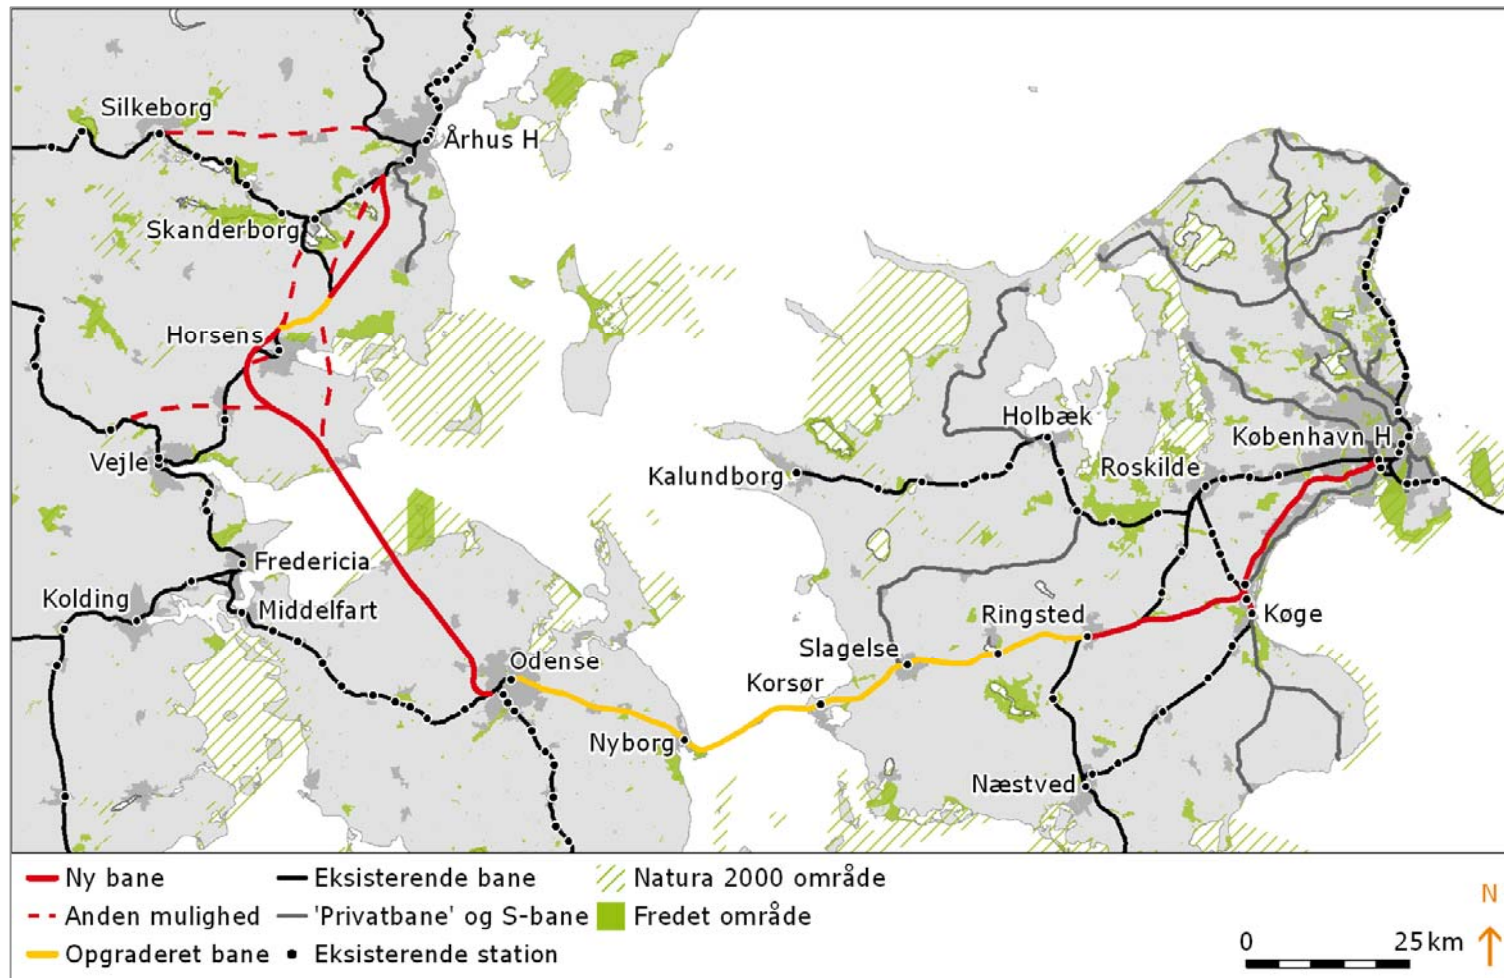 Silkeborg
Århus H
Skanderborg
Horsens
Holbæk
København H
Vejle
Kalundborg
Roskilde
Fredericia
Kolding
Middelfart
Ringsted
Køge
Slagelse
Odense
Korsør
Nyborg
Næstved
Ny bane
Eksisterende bane
Natura 2000 område
Anden mulighed
'Privatbane' og S-bane
Fredet område
Opgraderet bane
Eksisterende station
0 25 km
N